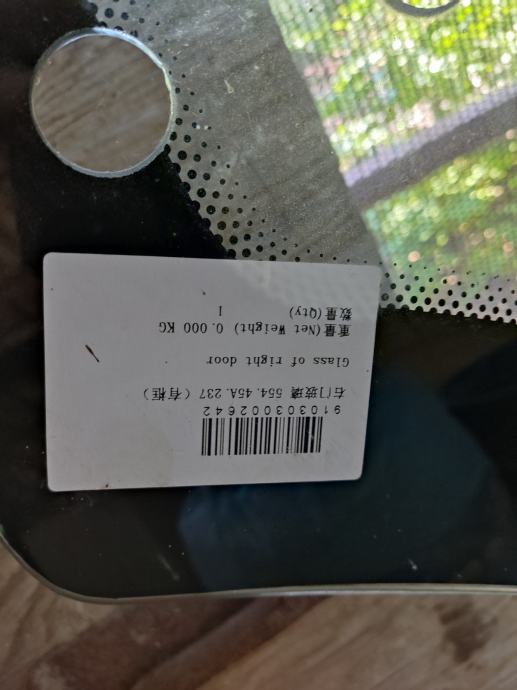 910303002642
右门玻璃 554.45A.237（有框）
Glass of right door
重量(Net Weight) 0.000 KG
数量(Qty) 1